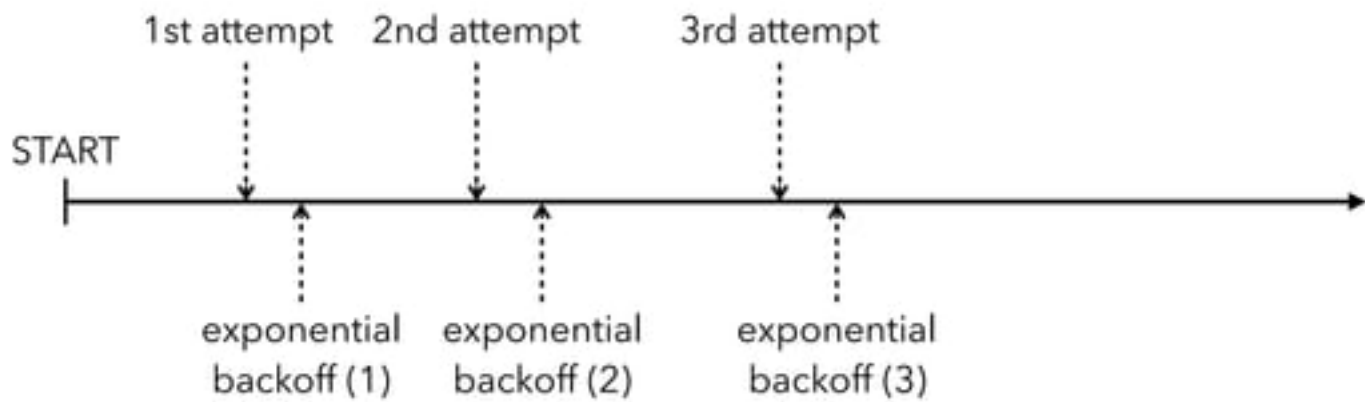 1st attempt 2nd attempt 3rd attempt
START
exponential exponential exponential
backoff (1) backoff (2) backoff (3)